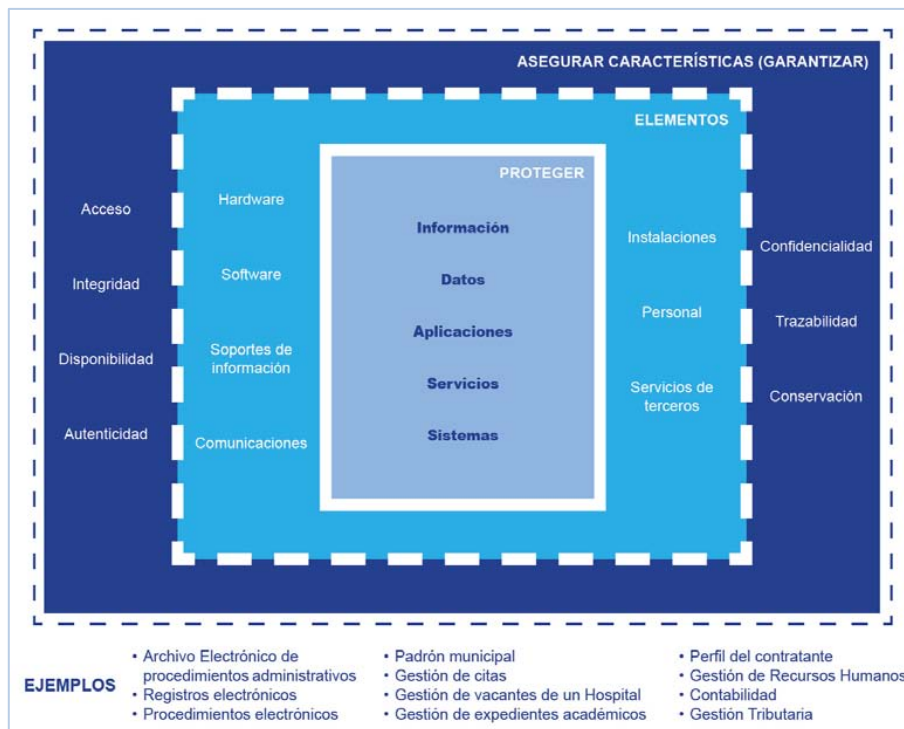 ASEGURAR CARACTERÍSTICAS (GARANTIZAR)
ELEMENTOS
PROTEGER
Acceso
Integridad
Disponibilidad
Autenticidad
Hardware
Software
Soportes de
información
Comunicaciones
Información
Datos
Aplicaciones
Servicios
Sistemas
Instalaciones
Personal
Servicios de
terceros
Confidencialidad
Trazabilidad
Conservación
EJEMPLOS
• Archivo Electrónico de
procedimientos administrativos
• Registros electrónicos
• Procedimientos electrónicos
• Padrón municipal
• Gestión de citas
• Gestión de vacantes de un Hospital
• Gestión de expedientes académicos
• Perfil del contratante
• Gestión de Recursos Humanos
• Contabilidad
• Gestión Tributaria